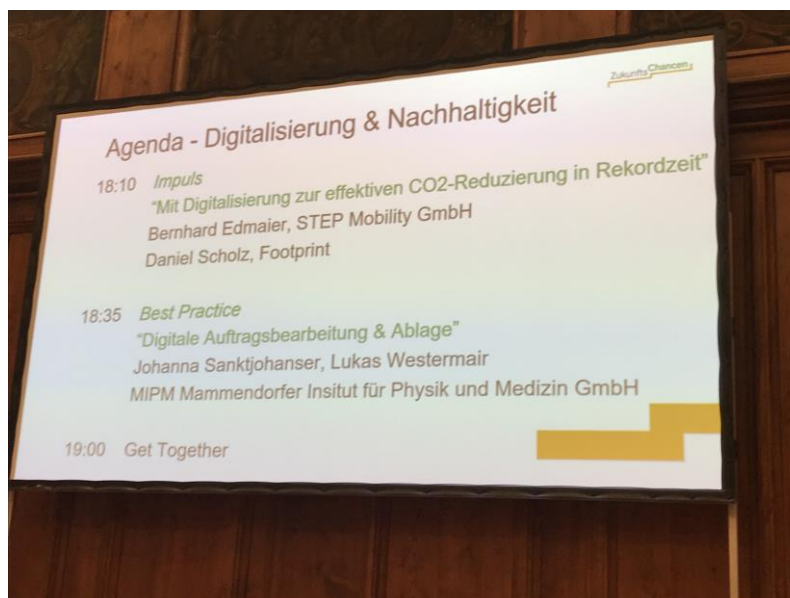 ZukunftsChancen
Agenda - Digitalisierung & Nachhaltigkeit
18:10 Impuls
"Mit Digitalisierung zur effektiven CO2-Reduzierung in Rekordzeit"
Bernhard Edmaier, STEP Mobility GmbH
Daniel Scholz, Footprint
18:35 Best Practice
"Digitale Auftragsbearbeitung & Ablage"
Johanna Sanktjohanser, Lukas Westermair
MIPM Mammendorfer Insitut für Physik und Medizin GmbH
19:00 Get Together